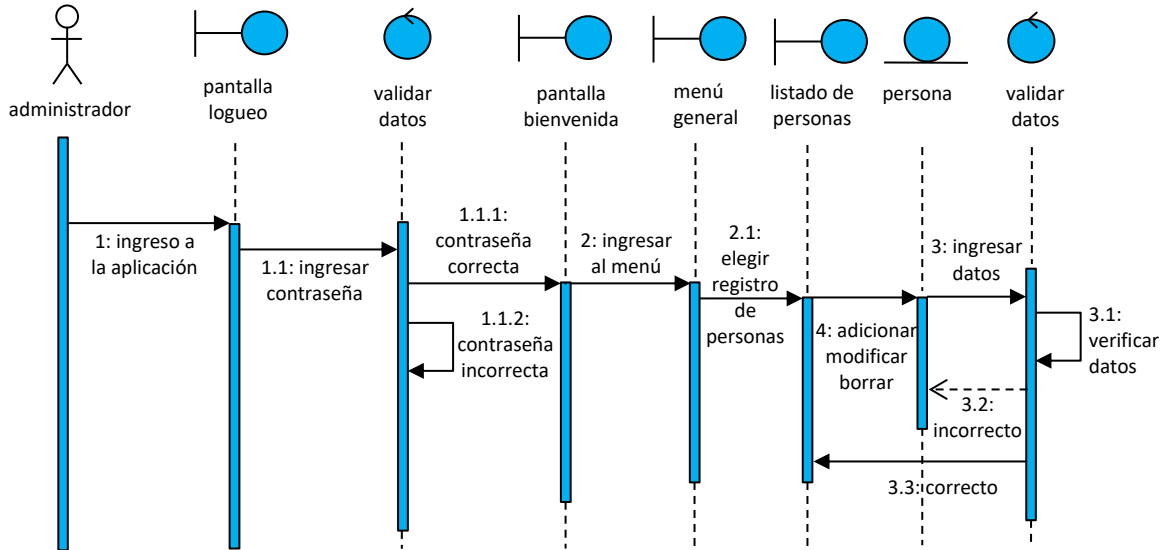 administrador
pantalla
logueo
validar
datos
pantalla
bienvenida
menú
general
listado de
personas
persona
validar
datos
1: ingreso a
la aplicación
1.1: ingresar
contraseña
1.1.1:
contraseña
correcta
1.1.2:
contraseña
incorrecta
2: ingresar
al menú
2.1:
elegir
registro
de
personas
4: adicionar
modificar
borrar
3: ingresar
datos
3.1:
verificar
datos
3.2:
incorrecto
3.3: correcto